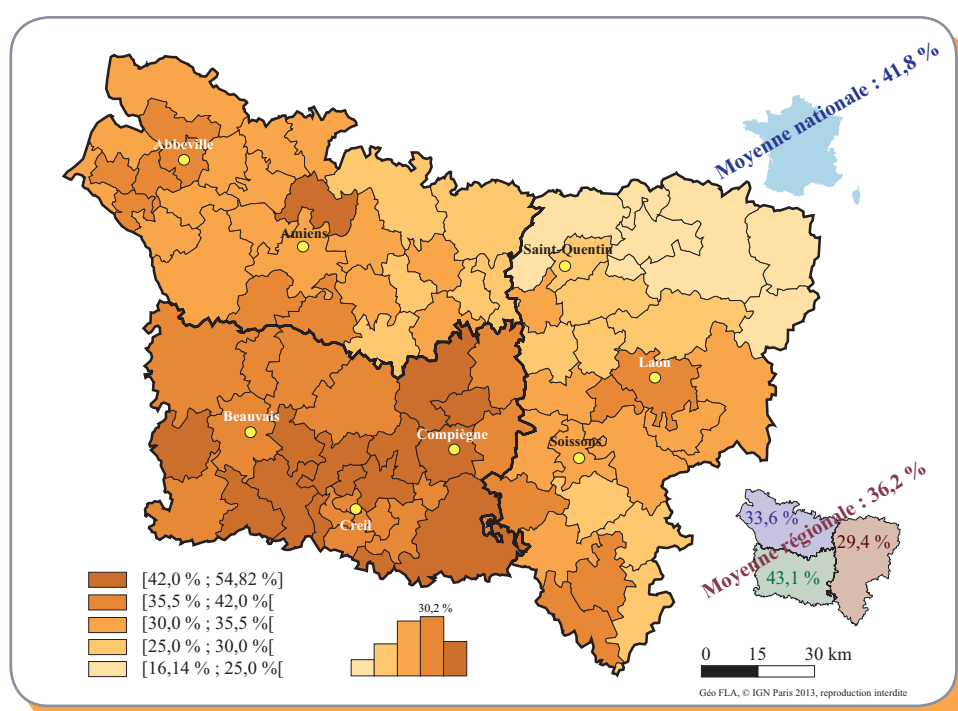 Moyenne nationale : 41,8 %
Abbeville
Amiens
Saint-Quentin
Laon
Beauvais
Compiègne
Soissons
Creil
Moyenne régionale : 36,2 %
33,6 %
29,4 %
43,1 %
[42,0 % ; 54,82 %]
[35,5 % ; 42,0 %[
[30,0 % ; 35,5 %[
[25,0 % ; 30,0 %[
[16,14 % ; 25,0 %[
30,2 %
0 15 30 km
Géo FLA, © IGN Paris 2013, reproduction interdite